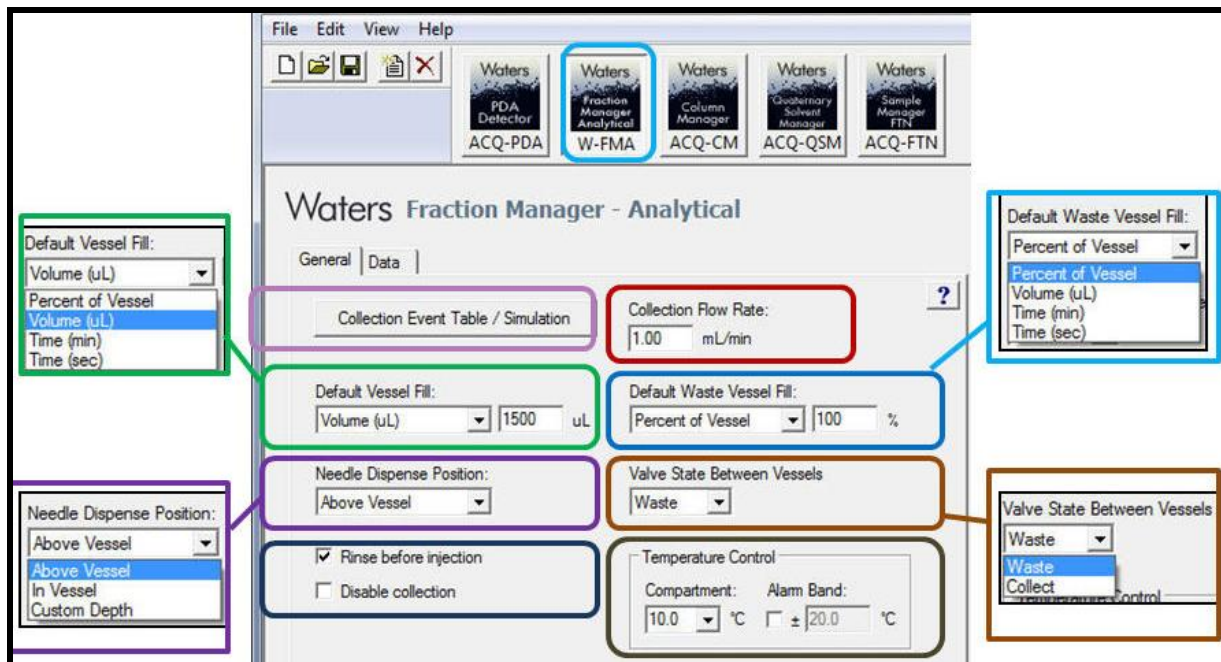 File Edit View Help
Waters PDA Detector ACQ-PDA
Waters Fraction Manager Analytical W-FMA
Waters Column Manager ACQ-CM
Waters Quaternary Solvent Manager ACQ-QSM
Waters Sample Manager FTN ACQ-FTN
Waters Fraction Manager - Analytical
General Data
?
Collection Event Table / Simulation
Collection Flow Rate:
1.00 mL/min
Default Vessel Fill:
Volume (uL) 1500 uL
Default Waste Vessel Fill:
Percent of Vessel 100 %
Needle Dispense Position:
Above Vessel
Valve State Between Vessels
Waste
Rinse before injection
Disable collection
Temperature Control
Compartment: Alarm Band:
10.0 °C ± 20.0 °C
Default Vessel Fill:
Volume (uL)
Percent of Vessel
Volume (uL)
Time (min)
Time (sec)
Needle Dispense Position:
Above Vessel
Above Vessel
In Vessel
Custom Depth
Default Waste Vessel Fill:
Percent of Vessel
Percent of Vessel
Volume (uL)
Time (min)
Time (sec)
Valve State Between Vessels
Waste
Waste
Collect